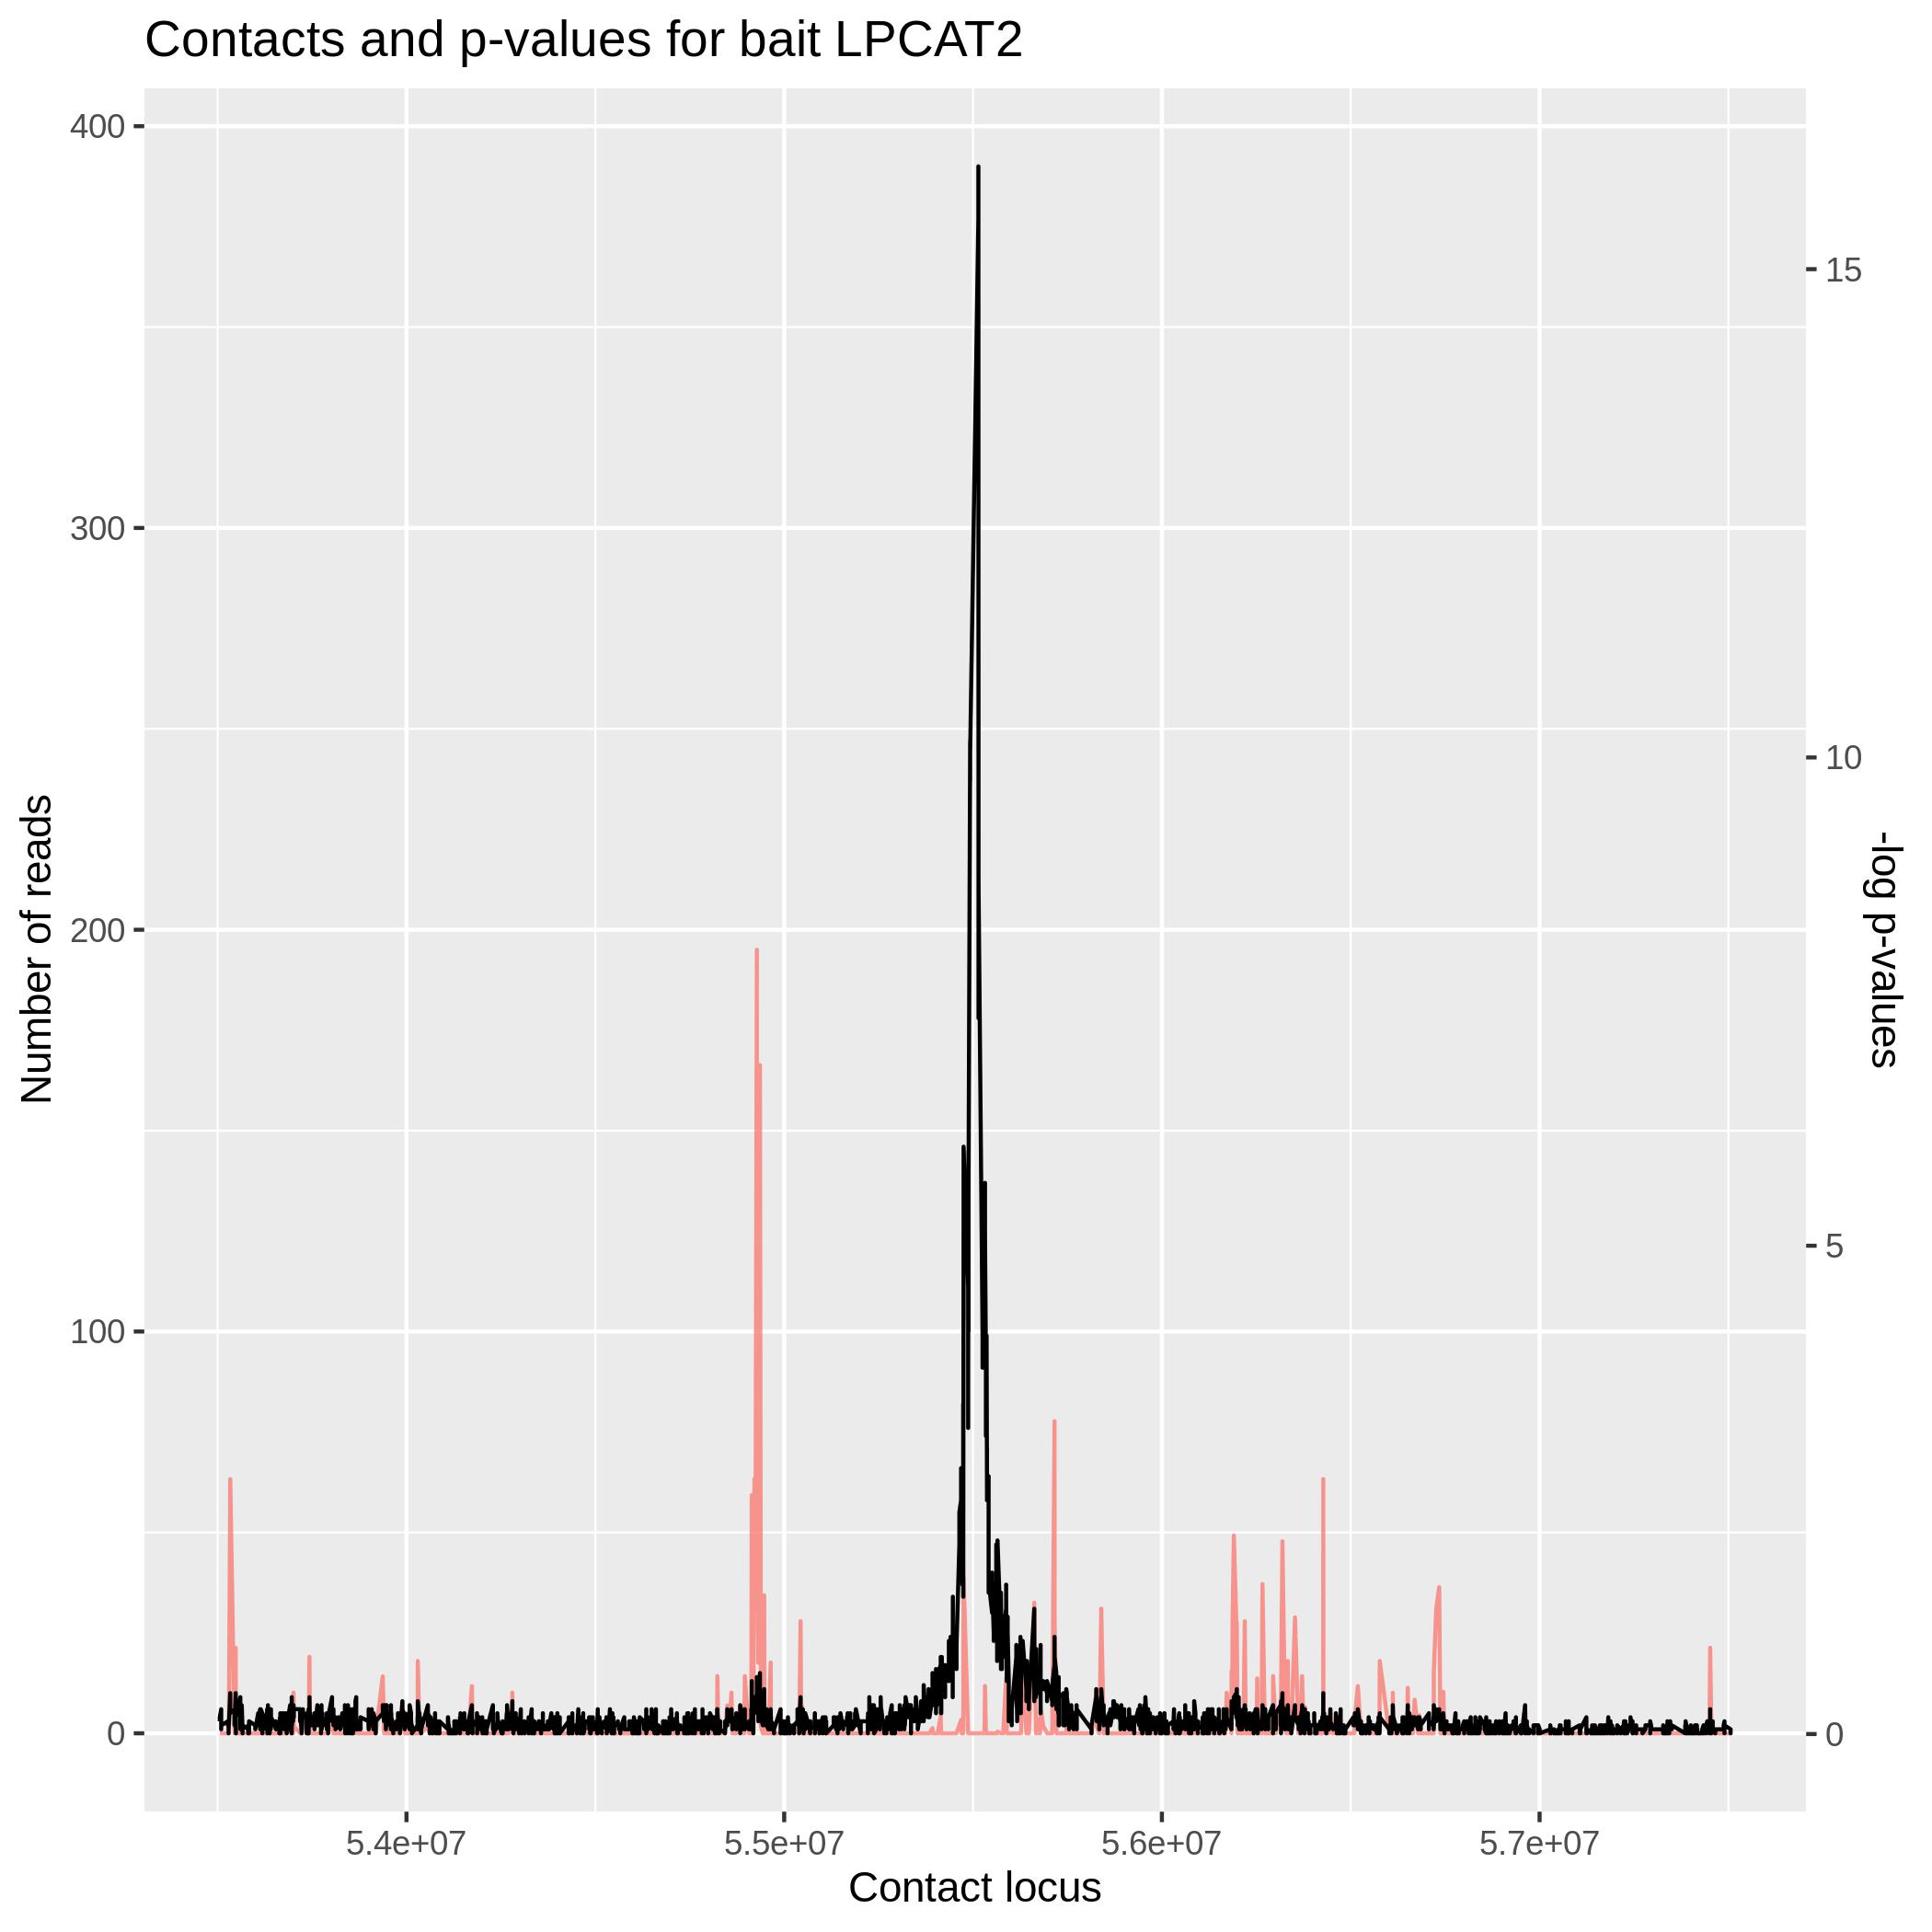 Contacts and p-values for bait LPCAT2
400
300
200
100
0
Number of reads
15
10
5
0
-log p-values
5.4e+07
5.5e+07
5.6e+07
5.7e+07
Contact locus